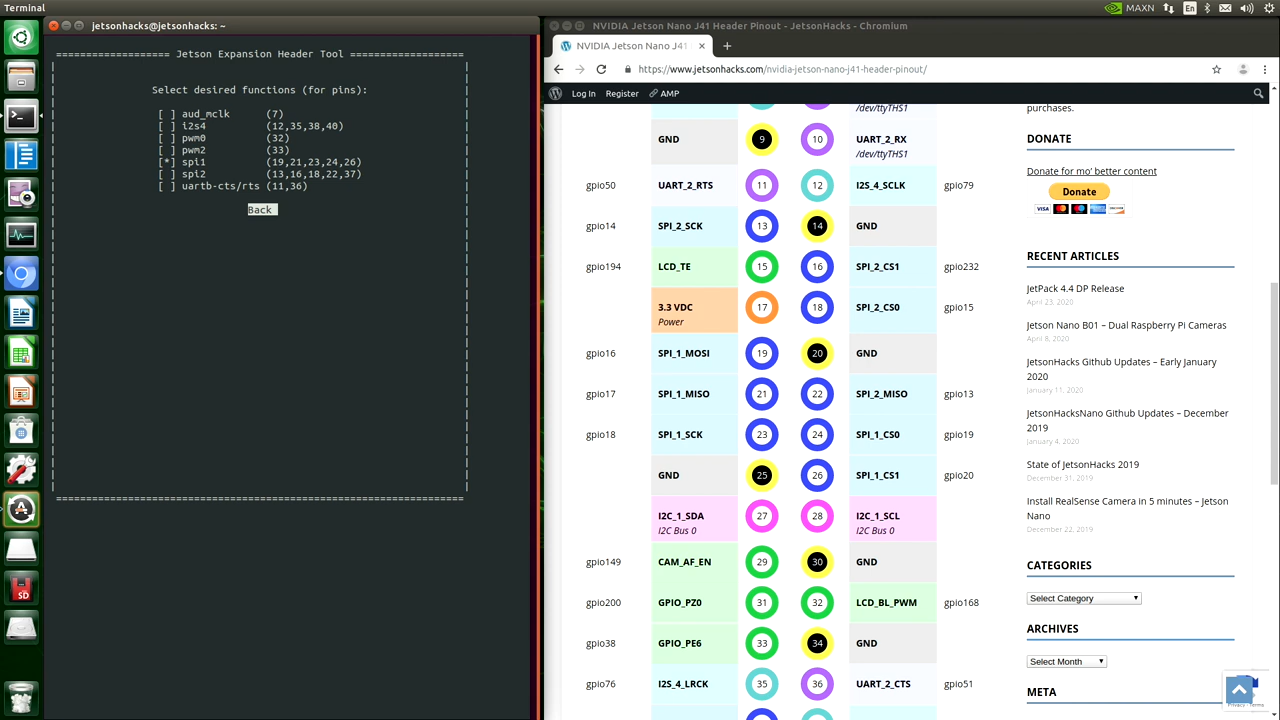 Terminal
MAXN
En
jetsonhacks@jetsonhacks: ~
==================== Jetson Expansion Header Tool ====================
Select desired functions (for pins):
[ ] aud_mclk (7)
[ ] i2s4 (12,35,38,40)
[ ] pwm0 (32)
[ ] pwm2 (33)
[*] spi1 (19,21,23,24,26)
[ ] spi2 (13,16,18,22,37)
[ ] uartb-cts/rts (11,36)
Back
NVIDIA Jetson Nano J41 Header Pinout - JetsonHacks - Chromium
NVIDIA Jetson Nano J41
https://www.jetsonhacks.com/nvidia-jetson-nano-j41-header-pinout/
Log In Register AMP
/dev/ttyTHS1
GND 9 10 UART_2_RX
/dev/ttyTHS1
gpio50 UART_2_RTS 11 12 I2S_4_SCLK gpio79
gpio14 SPI_2_SCK 13 14 GND
gpio194 LCD_TE 15 16 SPI_2_CS1 gpio232
3.3 VDC 17 18 SPI_2_CS0 gpio15
Power
gpio16 SPI_1_MOSI 19 20 GND
gpio17 SPI_1_MISO 21 22 SPI_2_MISO gpio13
gpio18 SPI_1_SCK 23 24 SPI_1_CS0 gpio19
GND 25 26 SPI_1_CS1 gpio20
I2C_1_SDA 27 28 I2C_1_SCL
I2C Bus 0 I2C Bus 0
gpio149 CAM_AF_EN 29 30 GND
gpio200 GPIO_PZ0 31 32 LCD_BL_PWM gpio168
gpio38 GPIO_PE6 33 34 GND
gpio76 I2S_4_LRCK 35 36 UART_2_CTS gpio51
purchases.
DONATE
Donate for mo' better content
Donate
VISA
RECENT ARTICLES
JetPack 4.4 DP Release
April 23, 2020
Jetson Nano B01 – Dual Raspberry Pi Cameras
April 8, 2020
JetsonHacks Github Updates – Early January
2020
January 11, 2020
JetsonHacksNano Github Updates – December
2019
January 4, 2020
State of JetsonHacks 2019
December 31, 2019
Install RealSense Camera in 5 minutes – Jetson
Nano
December 22, 2019
CATEGORIES
Select Category
ARCHIVES
Select Month
META
Privacy - Terms
SD